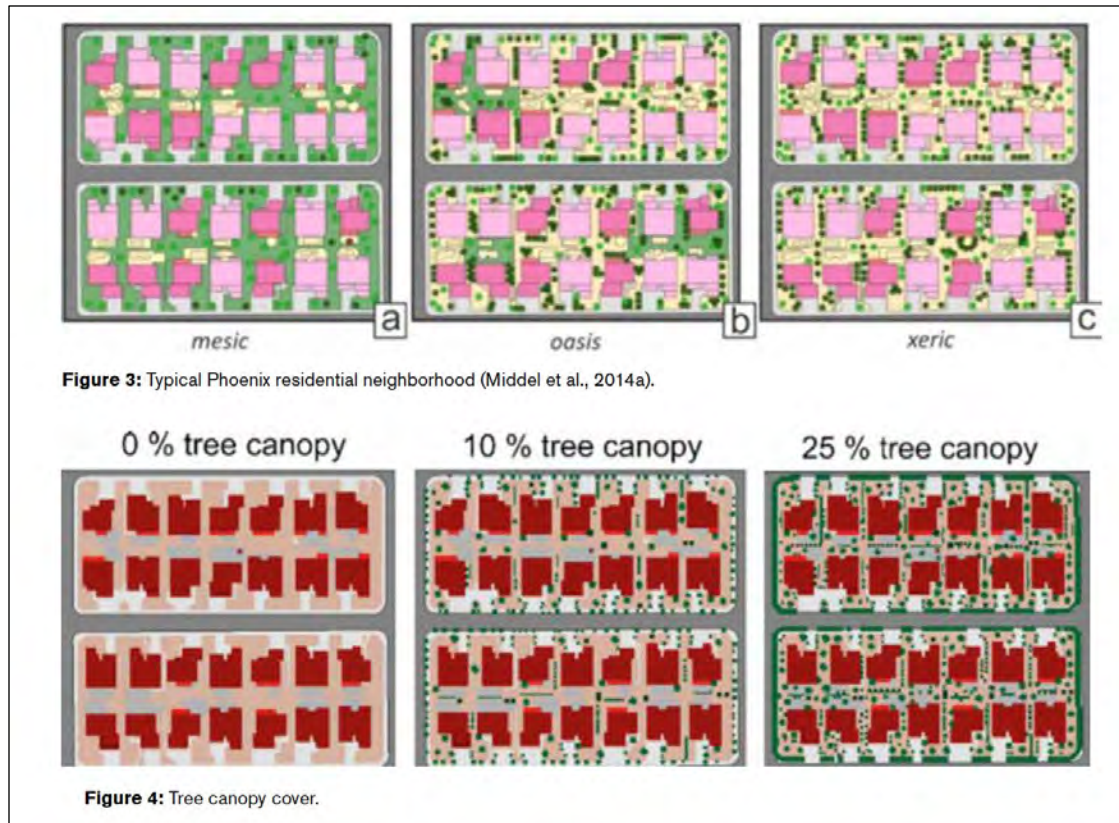 a
b
c
mesic
oasis
xeric
Figure 3: Typical Phoenix residential neighborhood (Middel et al., 2014a).
0 % tree canopy
10 % tree canopy
25 % tree canopy
Figure 4: Tree canopy cover.